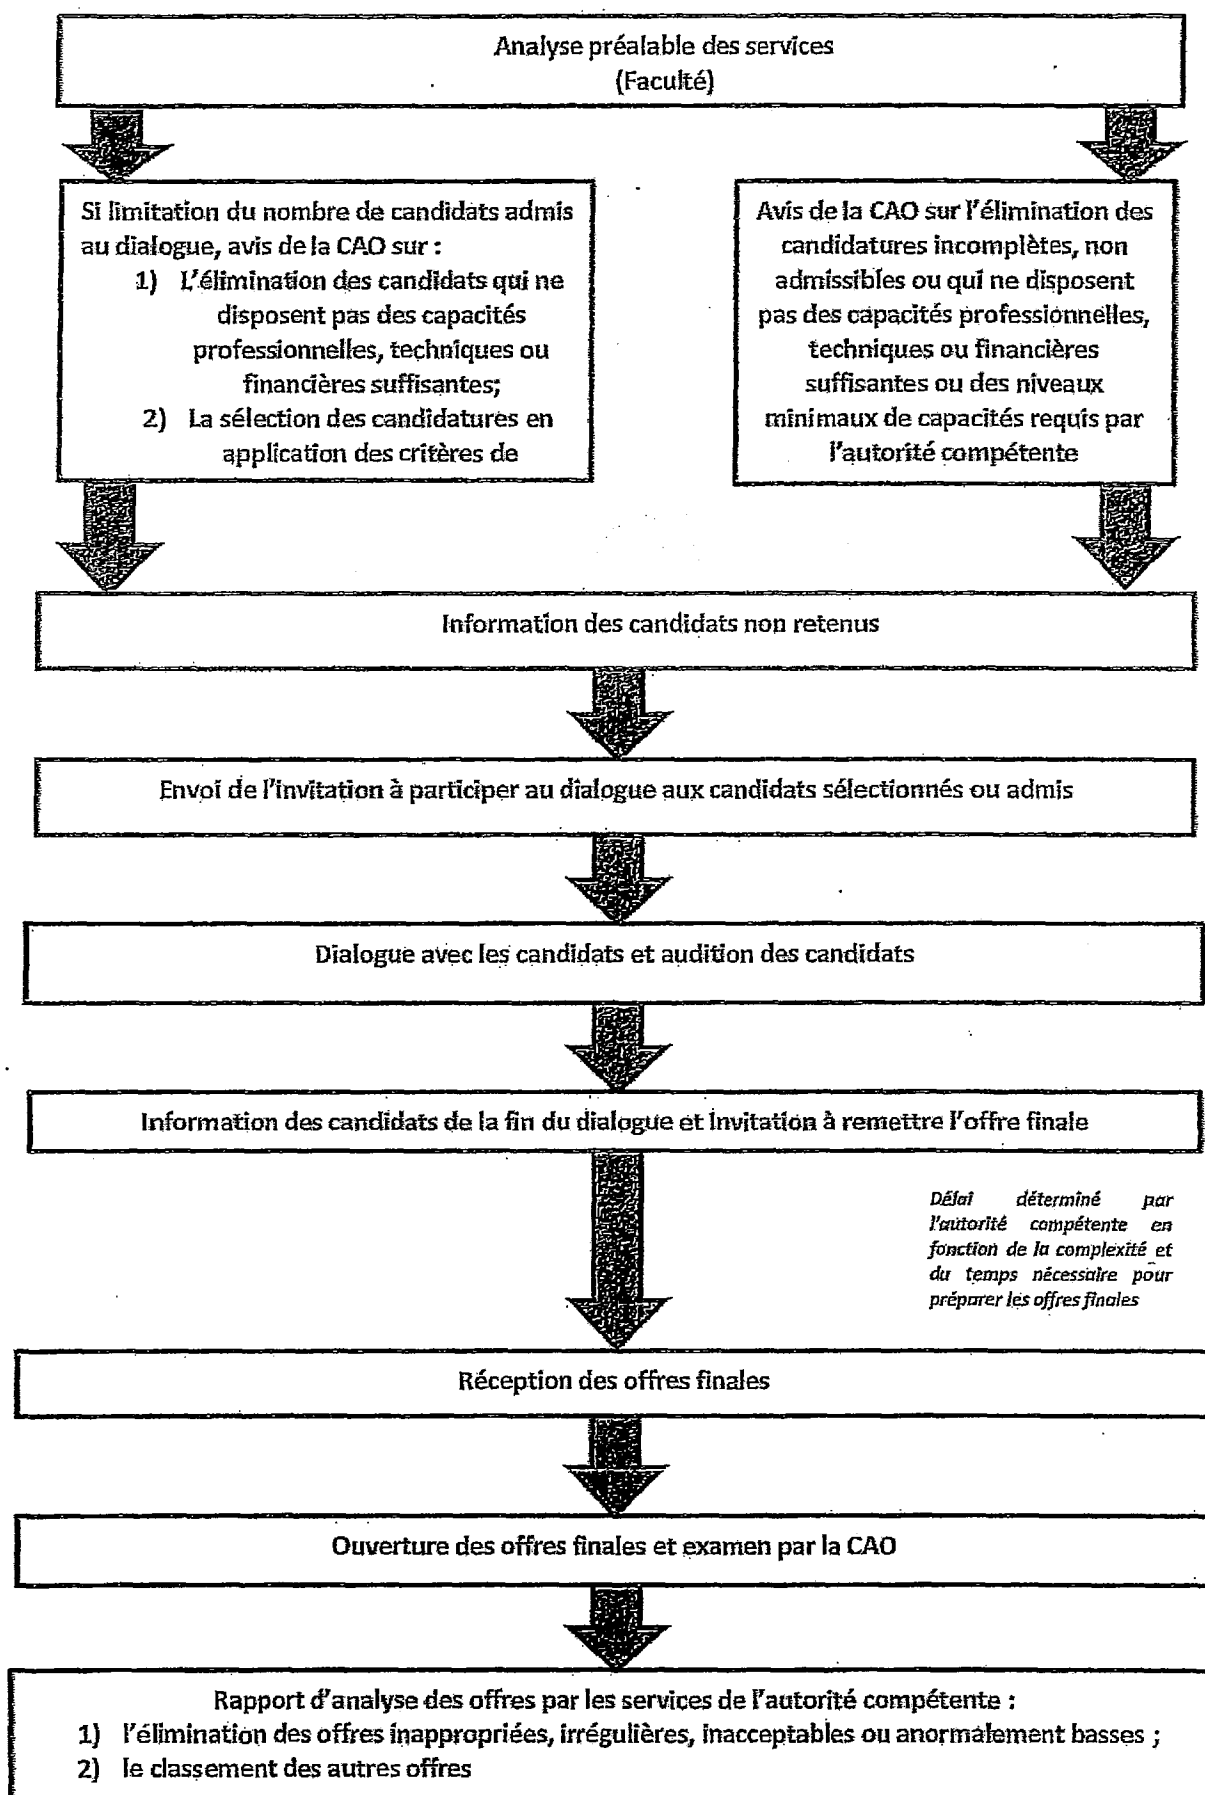 Analyse préalable des services
(Faculté)
Si limitation du nombre de candidats admis
au dialogue, avis de la CAO sur :
1) L'élimination des candidats qui ne
disposent pas des capacités
professionnelles, techniques ou
financières suffisantes;
2) La sélection des candidatures en
application des critères de
Avis de la CAO sur l'élimination des
candidatures incomplètes, non
admissibles ou qui ne disposent
pas des capacités professionnelles,
techniques ou financières
suffisantes ou des niveaux
minimaux de capacités requis par
l'autorité compétente
Information des candidats non retenus
Envoi de l'invitation à participer au dialogue aux candidats sélectionnés ou admis
Dialogue avec les candidats et audition des candidats
Information des candidats de la fin du dialogue et invitation à remettre l'offre finale
Délai déterminé par
l'autorité compétente en
fonction de la complexité et
du temps nécessaire pour
préparer les offres finales
Réception des offres finales
Ouverture des offres finales et examen par la CAO
Rapport d'analyse des offres par les services de l'autorité compétente :
1) l'élimination des offres inappropriées, irrégulières, inacceptables ou anormalement basses ;
2) le classement des autres offres